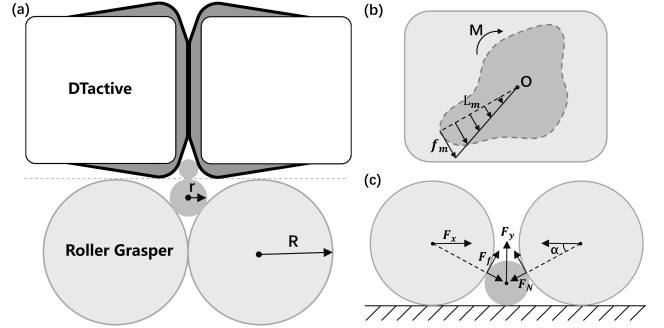 (a)
DTactive
r
Roller Grasper
R
(b)
M
O
L_m
f_m
(c)
F_x
F_f
F_y
F_N
α